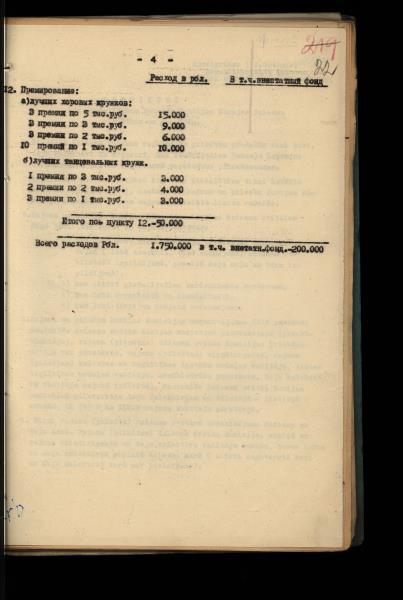 219
22
- 4 -
Расход в рбл. В т.ч.внештатный фонд
12. Премирование:
а)лучших хоровых кружков:
3 премии по 5 тыс.руб. 15.000
3 премии по 3 тыс.руб. 9.000
3 премии по 2 тыс.руб. 6.000
10 премий по 1 тыс.руб. 10.000
б)лучших танцевальных кружк.
1 премия по 3 тыс.руб. 3.000
2 премии по 2 тыс.руб. 4.000
3 премии по 1 тыс.руб. 3.000
Итого по пункту 12.-50.000
Всего расходов Рбл. 1.750.000 в т.ч. внештатн.фонд.-200.000